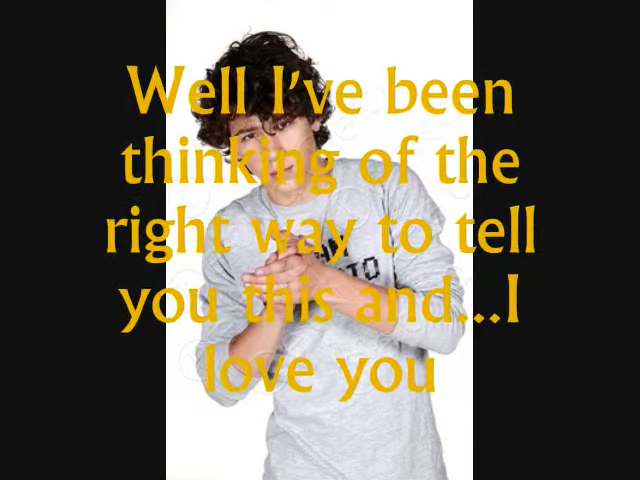 Well I've been
thinking of the
right way to tell
you this and...I
love you